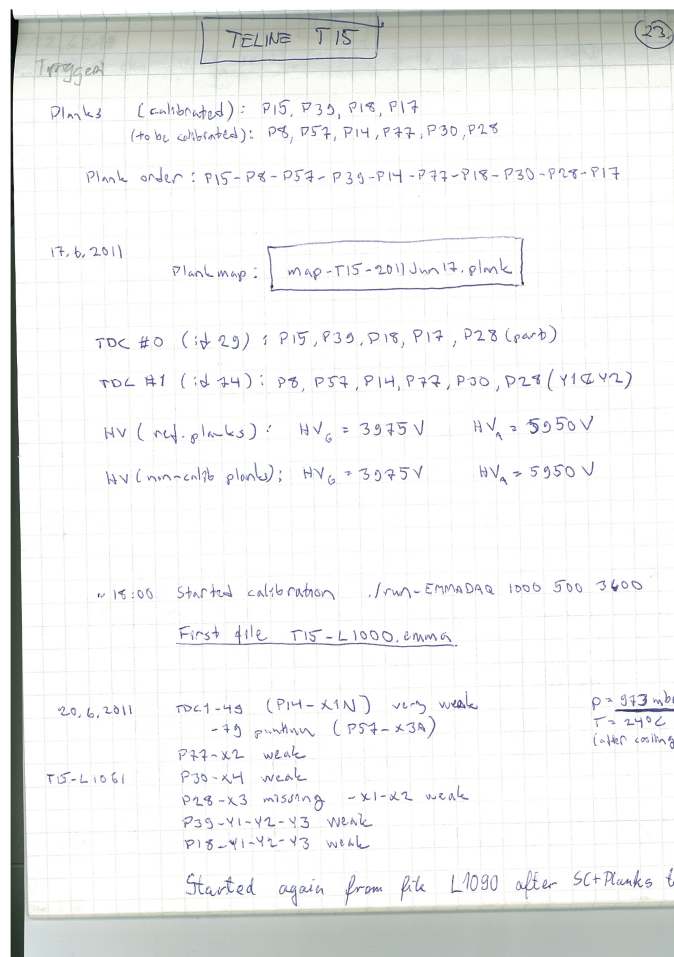 TELINE T15
23.
Trigger
Planks (calibrated): P15, P39, P18, P17
(to be calibrated): P8, P57, P14, P77, P30, P28
Plank order: P15-P8-P57-P39-P14-P77-P18-P30-P28-P17
17.6.2011
Plank map: map-T15-2011Jun17.plank
TDC #0 (id 29): P15, P39, P18, P17, P28 (part)
TDC #1 (id 74): P8, P57, P14, P77, P30, P28 (Y1&Y2)
HV (ref. planks): HVG = 3975 V HVA = 5950 V
HV (non-calib planks): HVG = 3975 V HVA = 5950 V
~ 18:00 Started calibration ./run-EMMADAQ 1000 500 3600
First file T15-L1000.emma
20.6.2011 TDC1-49 (P14-X1N) very weak p = 973 mba
-79 (P57-X3A) T = 24°C
P77-X2 weak (after cooling
T15-L1061 P30-X4 weak
P28-X3 missing -X1-X2 weak
P39-Y1-Y2-Y3 weak
P18-Y1-Y2-Y3 weak
Started again from file L1090 after SC+Planks